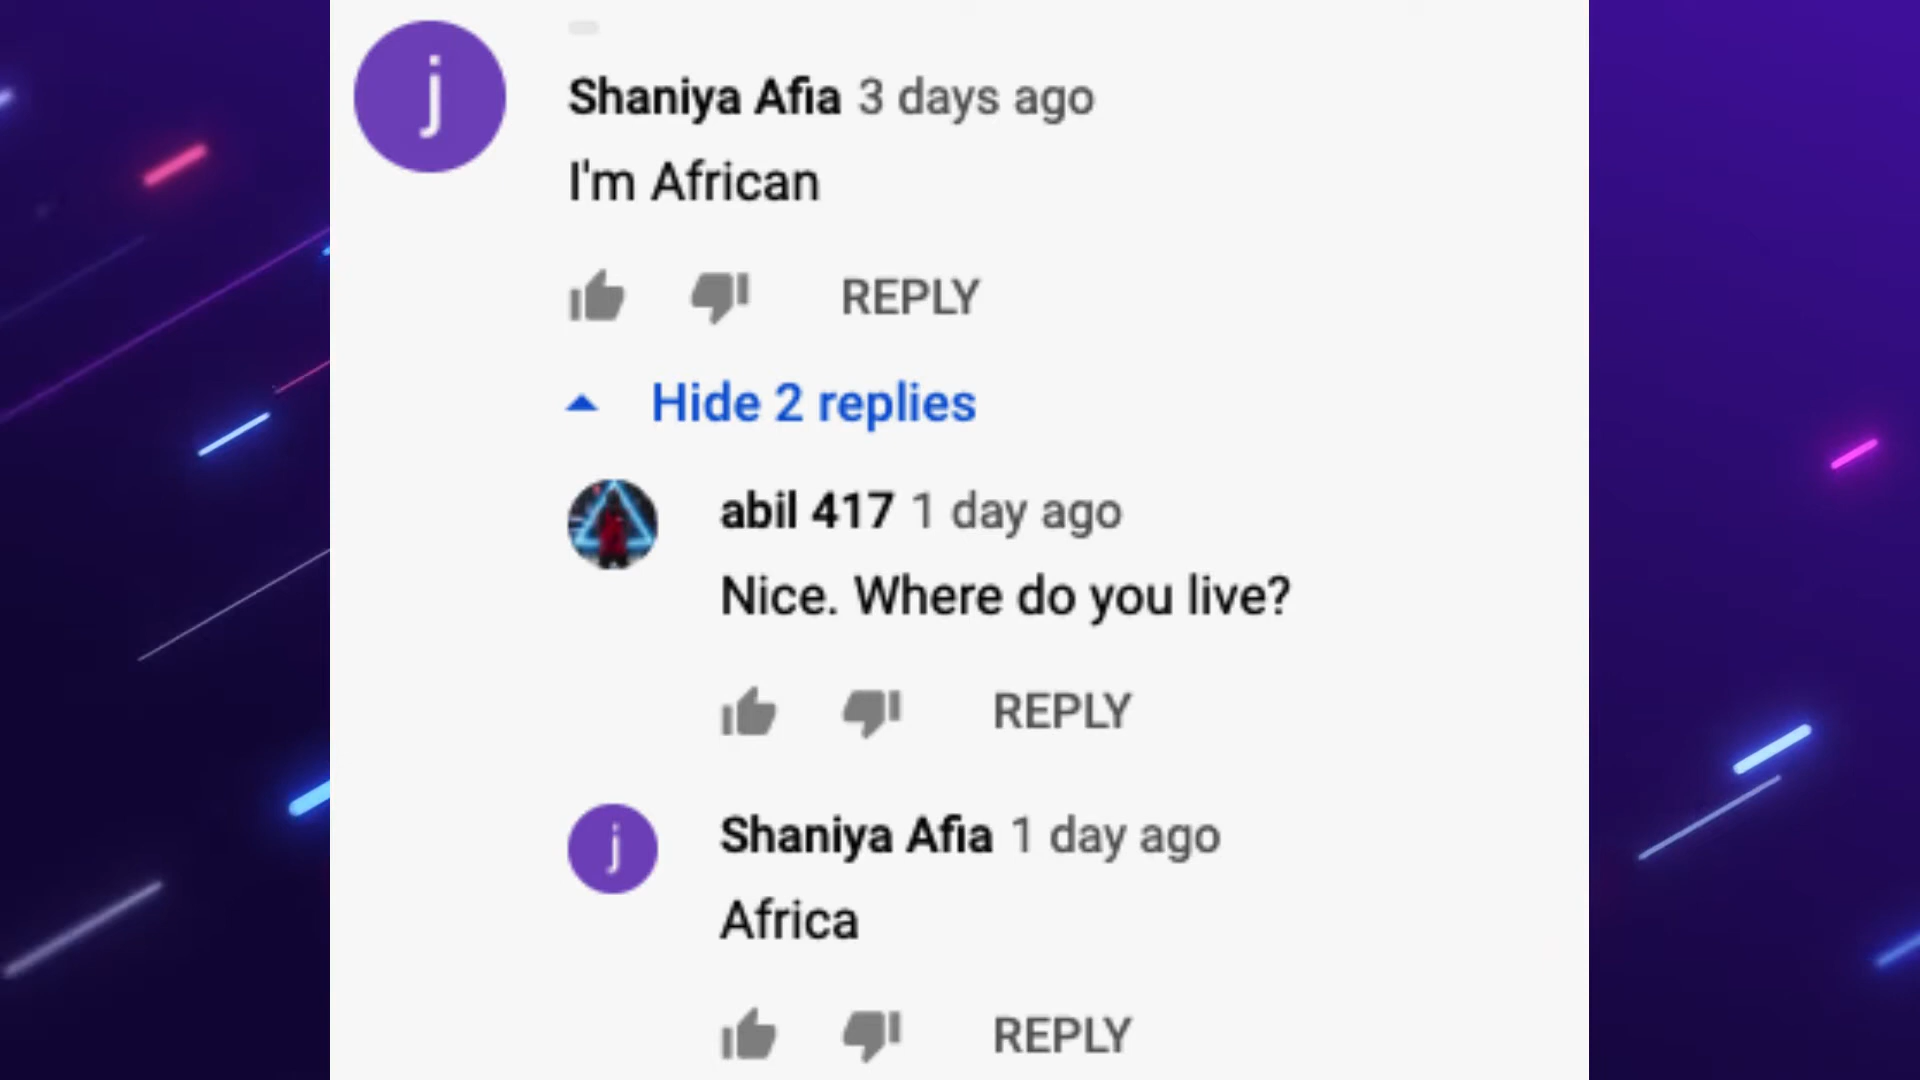 j
Shaniya Afia 3 days ago
I'm African
REPLY
Hide 2 replies
abil 417 1 day ago
Nice. Where do you live?
REPLY
j
Shaniya Afia 1 day ago
Africa
REPLY